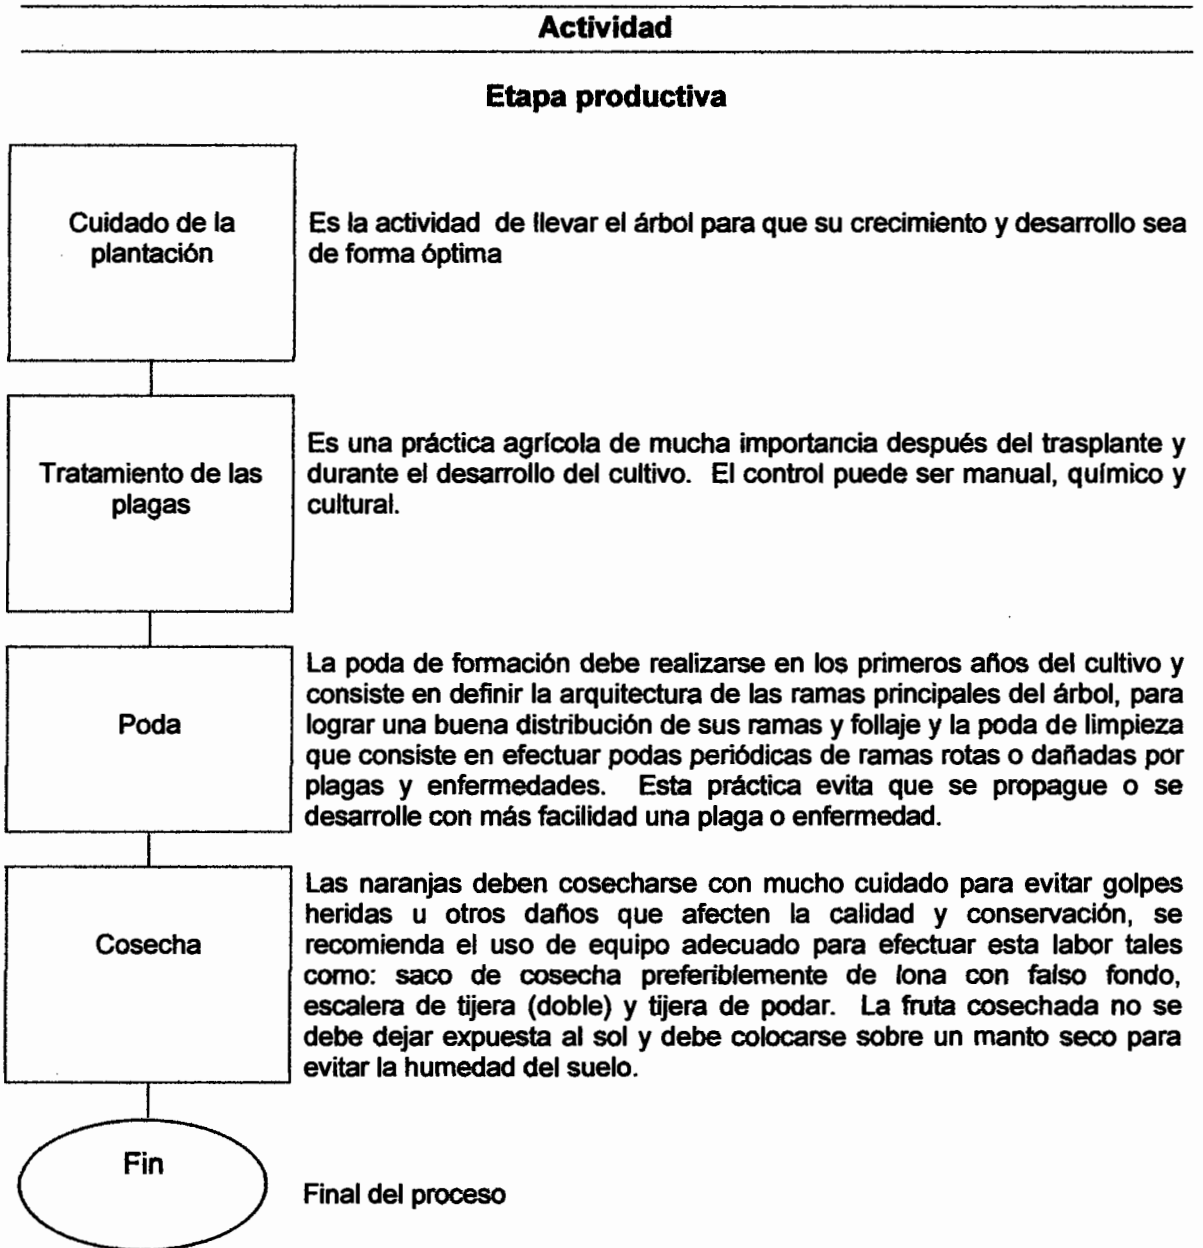 Actividad
Etapa productiva
Cuidado de la
plantación
Es la actividad de llevar el árbol para que su crecimiento y desarrollo sea
de forma óptima
Tratamiento de las
plagas
Es una práctica agrícola de mucha importancia después del trasplante y
durante el desarrollo del cultivo. El control puede ser manual, químico y
cultural.
Poda
La poda de formación debe realizarse en los primeros años del cultivo y
consiste en definir la arquitectura de las ramas principales del árbol, para
lograr una buena distribución de sus ramas y follaje y la poda de limpieza
que consiste en efectuar podas periódicas de ramas rotas o dañadas por
plagas y enfermedades. Esta práctica evita que se propague o se
desarrolle con más facilidad una plaga o enfermedad.
Cosecha
Las naranjas deben cosecharse con mucho cuidado para evitar golpes
heridas u otros daños que afecten la calidad y conservación, se
recomienda el uso de equipo adecuado para efectuar esta labor tales
como: saco de cosecha preferiblemente de lona con falso fondo,
escalera de tijera (doble) y tijera de podar. La fruta cosechada no se
debe dejar expuesta al sol y debe colocarse sobre un manto seco para
evitar la humedad del suelo.
Fin
Final del proceso